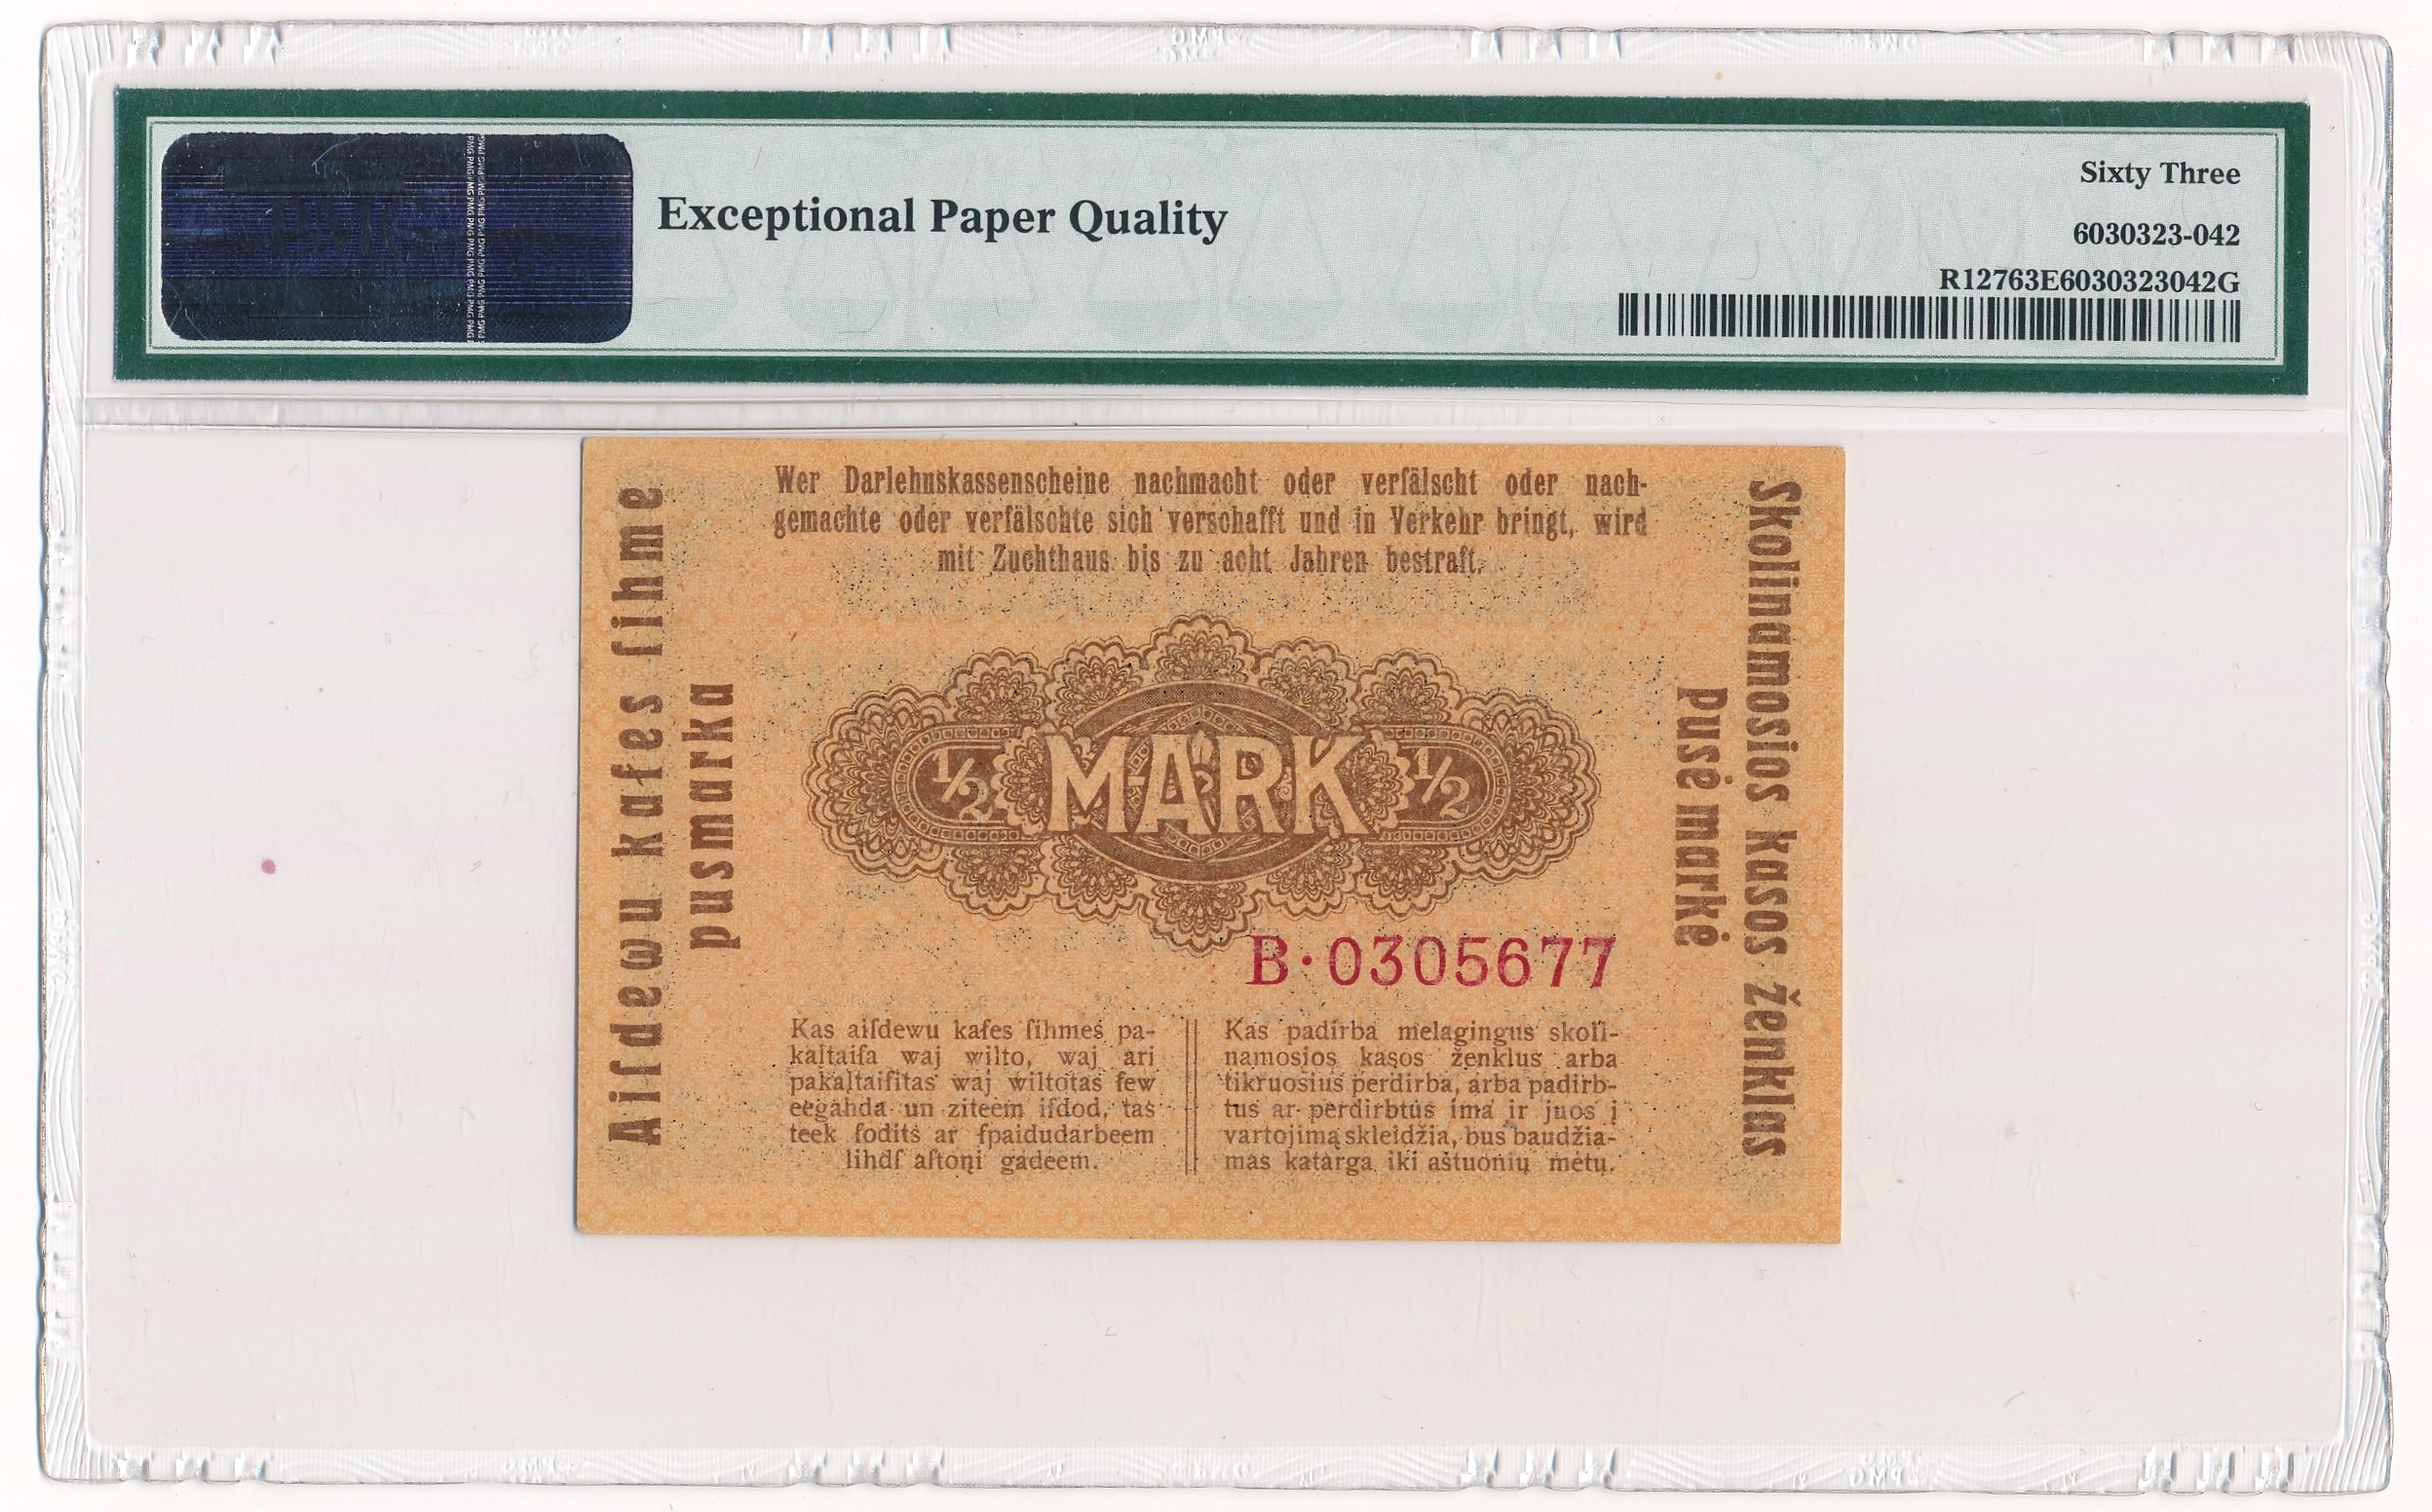 Exceptional Paper Quality
Sixty Three
6030323-042
R12763E6030323042G
Wer Darlehnskassenscheine nachmacht oder verfälscht oder nach-
gemachte oder verfälschte sich verschafft und in Verkehr bringt, wird
mit Zuchthaus bis zu acht Jahren bestraft.
Aiſdewu kaſes ſihme
pusmarka
½ MARK ½
Skolinamosios kasos ženklas
Pusė markė
B·0305677
Kas aiſdewu kaſes ſihmes pa-
kaļtaiſa waj wilto, waj ari
pakaļtaiſitas waj wiltotas ſew
eegahda un ziteem iſdod, tas
teek ſodits ar ſpaidudarbeem
lihdſ aſtoņi gadeem.
Kas padirba melagingus skoli-
namosios kasos ženklus arba
tikruosius perdirba, arba padirb-
tus ar perdirbtus ima ir juos į
vartojimą skleidžia, bus baudžia-
mas katarga iki aštuonių metų.